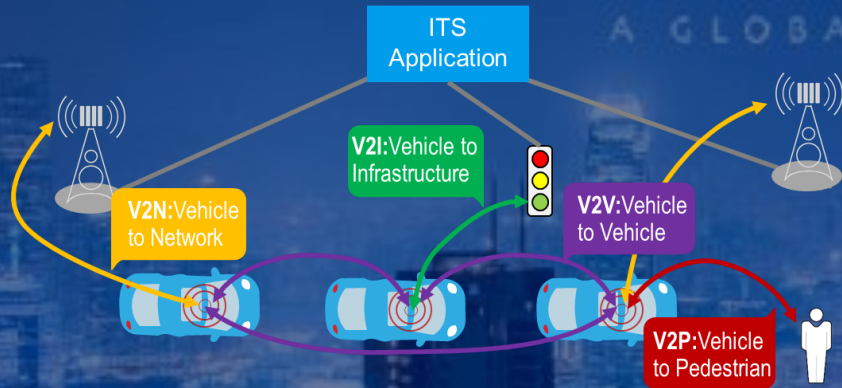 A GLOBA
ITS
Application
V2I:Vehicle to
Infrastructure
V2N:Vehicle
to Network
V2V:Vehicle
to Vehicle
V2P:Vehicle
to Pedestrian